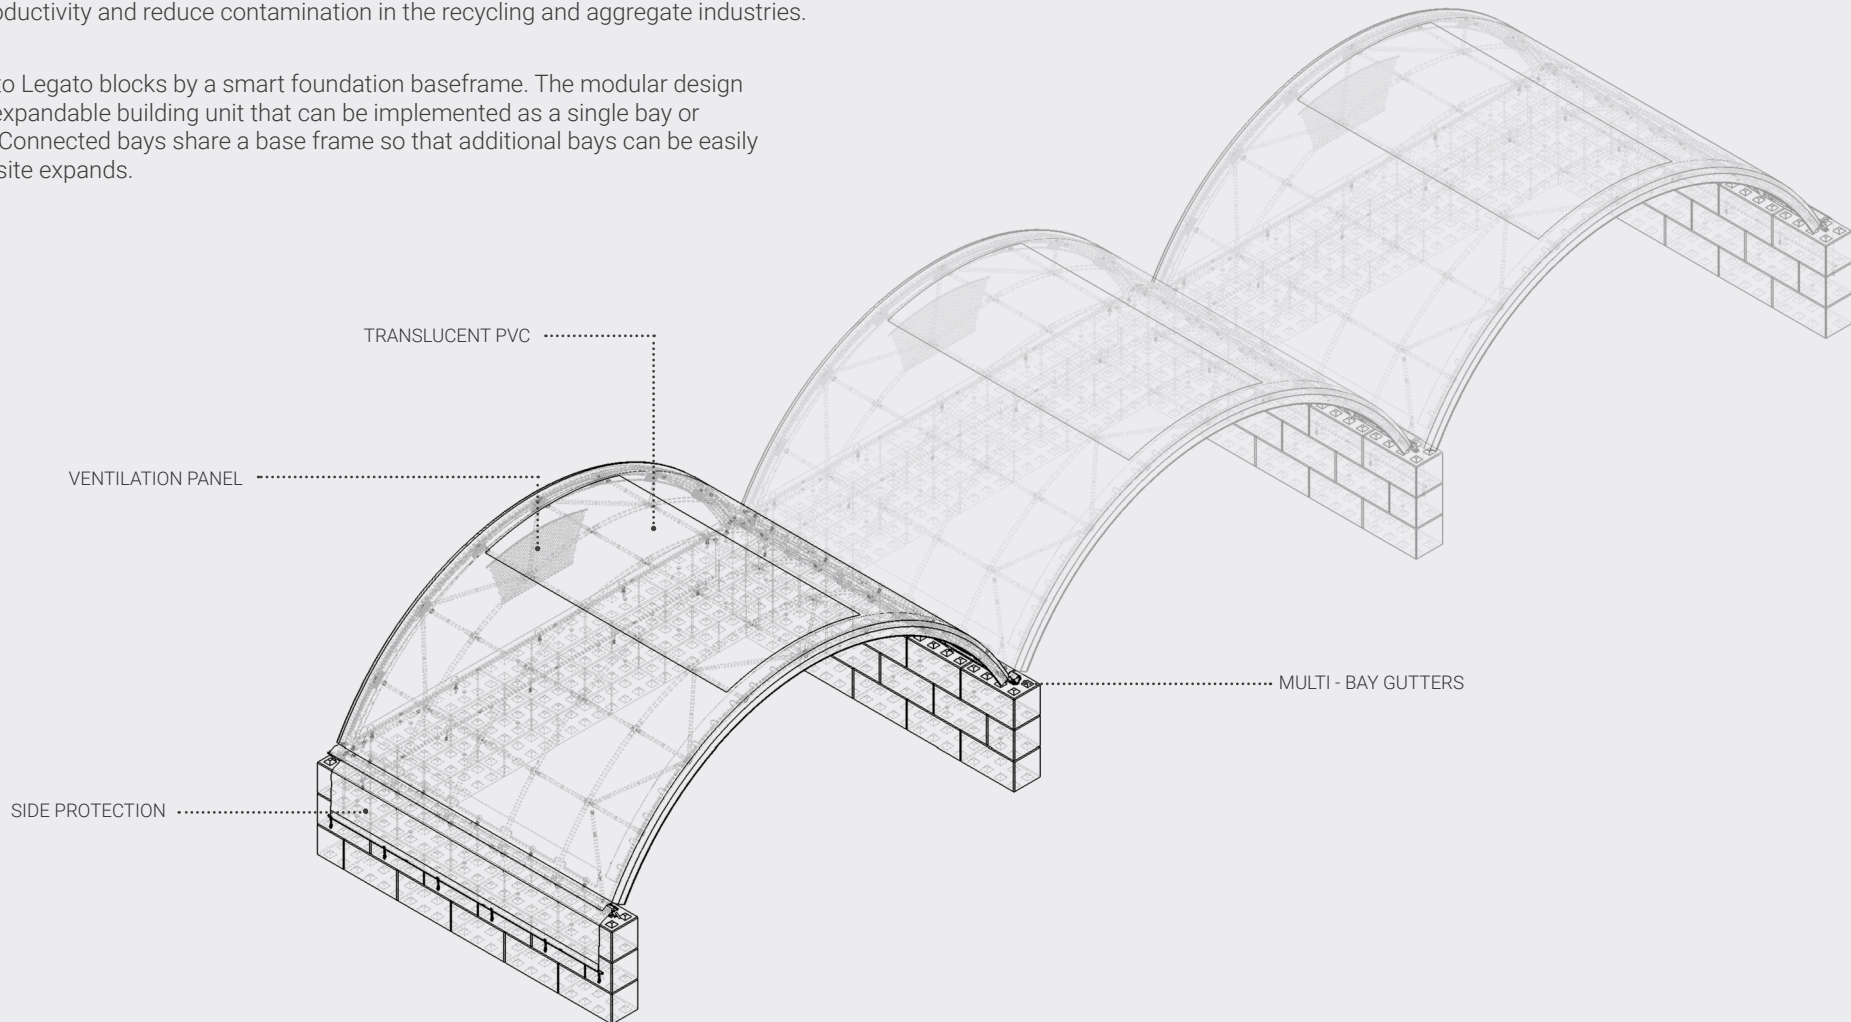 oductivity and reduce contamination in the recycling and aggregate industries.
to Legato blocks by a smart foundation baseframe. The modular design
expandable building unit that can be implemented as a single bay or
Connected bays share a base frame so that additional bays can be easily
site expands.
TRANSLUCENT PVC
VENTILATION PANEL
MULTI - BAY GUTTERS
SIDE PROTECTION